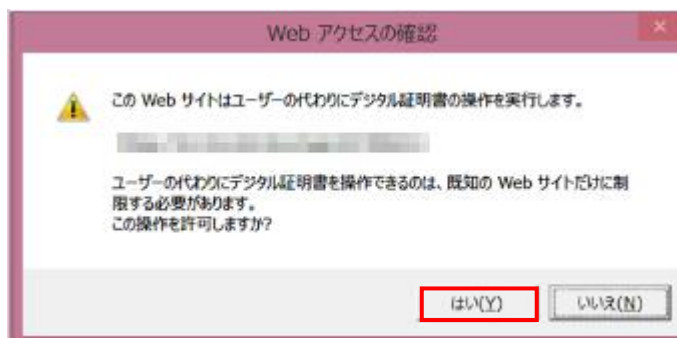 Web アクセスの確認
この Web サイトはユーザーの代わりにデジタル証明書の操作を実行します。
ユーザーの代わりにデジタル証明書を操作できるのは、既知の Web サイトだけに制
限する必要があります。
この操作を許可しますか?
はい(Y)
いいえ(N)